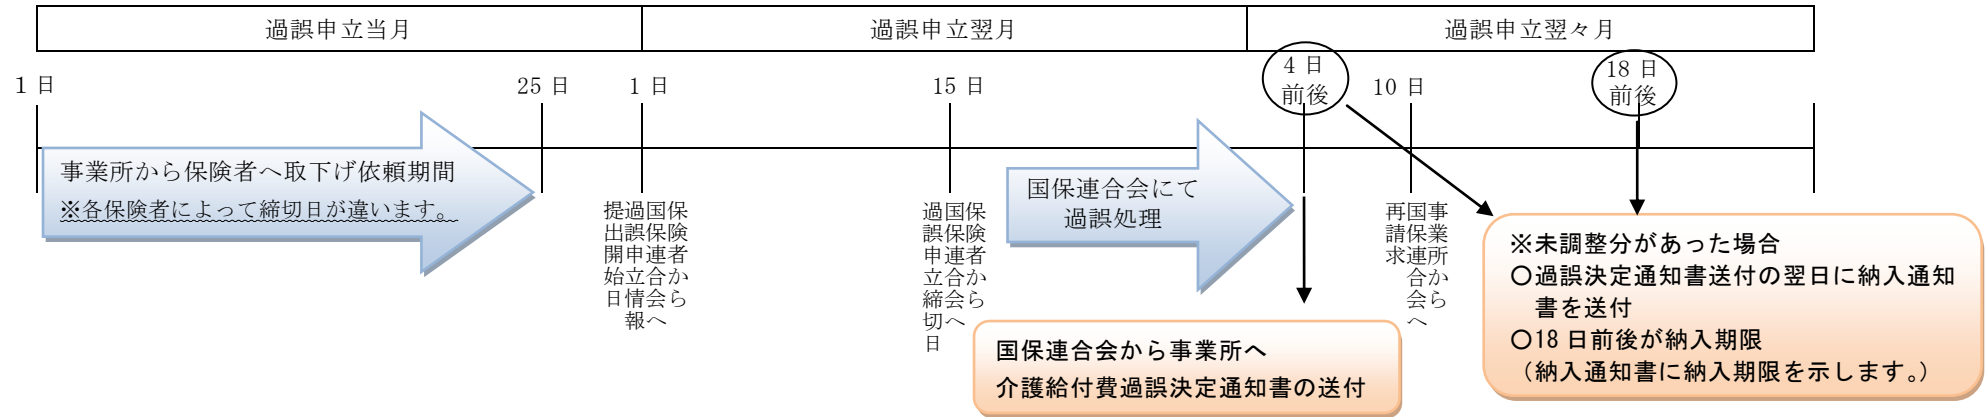 過誤申立当月
過誤申立翌月
過誤申立翌々月
１日
25 日
1 日
15 日
4 日
前後
10 日
18 日
前後
事業所から保険者へ取下げ依頼期間
※各保険者によって締切日が違います。
保険者から
国保連合会へ
過誤申立情報
提出開始日
保険者から
国保連合会へ
過誤申立締切日
国保連合会にて
過誤処理
事業所から
国保連合会へ
再請求
国保連合会から事業所へ
介護給付費過誤決定通知書の送付
※未調整分があった場合
〇過誤決定通知書送付の翌日に納入通知
書を送付
〇18 日前後が納入期限
（納入通知書に納入期限を示します。）